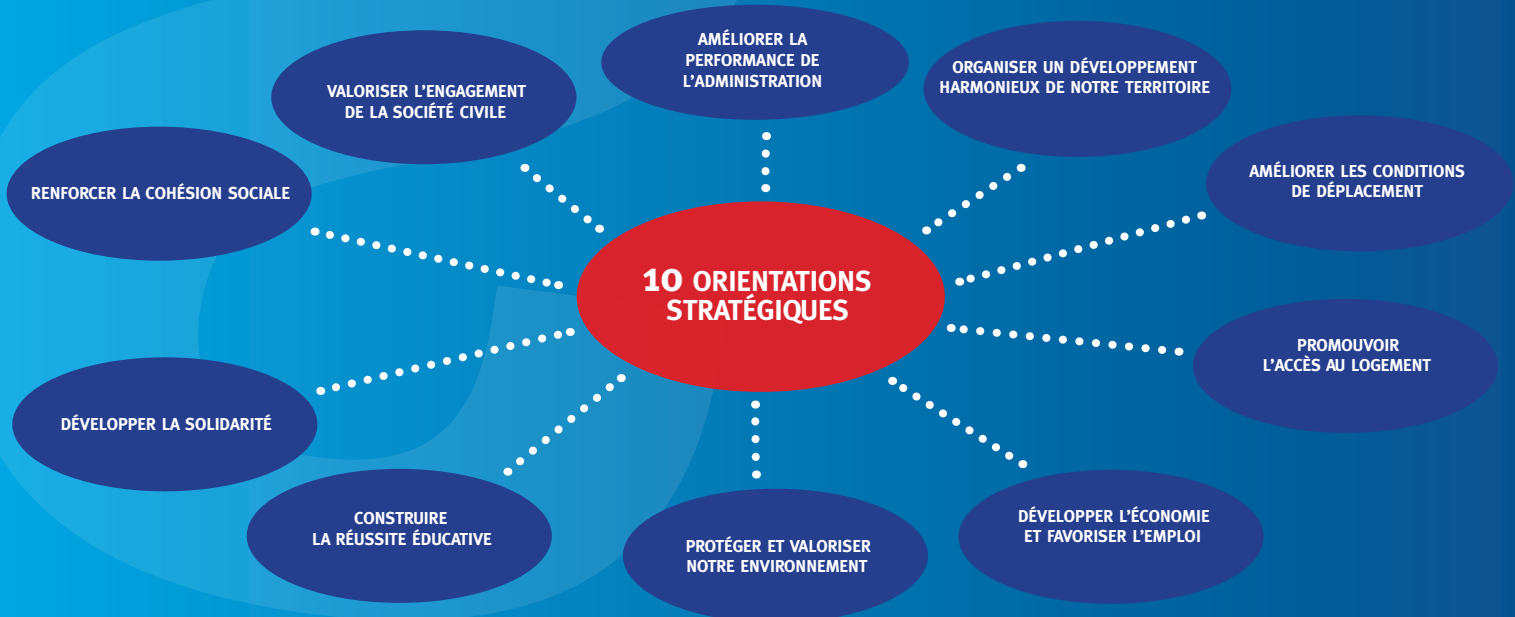 AMÉLIORER LA
PERFORMANCE DE
L'ADMINISTRATION
ORGANISER UN DÉVELOPPEMENT
HARMONIEUX DE NOTRE TERRITOIRE
VALORISER L'ENGAGEMENT
DE LA SOCIÉTÉ CIVILE
AMÉLIORER LES CONDITIONS
DE DÉPLACEMENT
RENFORCER LA COHÉSION SOCIALE
10 ORIENTATIONS
STRATÉGIQUES
PROMOUVOIR
L'ACCÈS AU LOGEMENT
DÉVELOPPER LA SOLIDARITÉ
CONSTRUIRE
LA RÉUSSITE ÉDUCATIVE
PROTÉGER ET VALORISER
NOTRE ENVIRONNEMENT
DÉVELOPPER L'ÉCONOMIE
ET FAVORISER L'EMPLOI